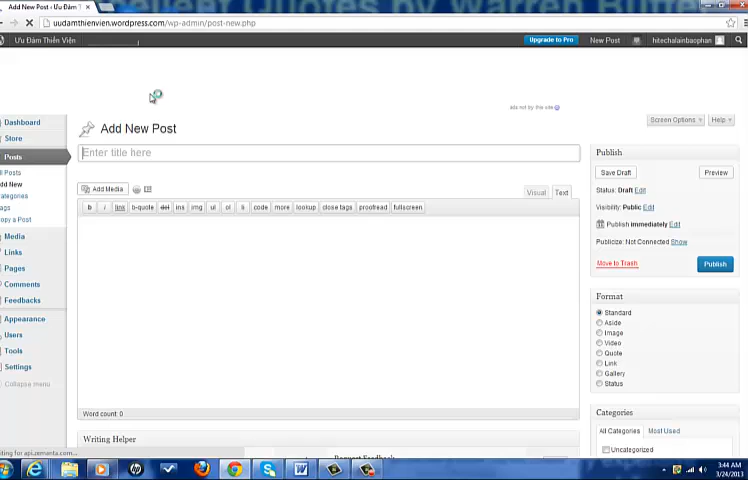 Add New Post ‹ Ưu Đàm T
uudamthienvien.wordpress.com/wp-admin/post-new.php
Ưu Đàm Thiền Viện
Upgrade to Pro
New Post
hitechalainbaophan
ads not by this site
Screen Options
Help
Dashboard
Store
Posts
Add New
Media
Links
Pages
Comments
Feedbacks
Appearance
Users
Tools
Settings
Collapse menu
Add New Post
Enter title here
Add Media
Visual
Text
b i link b-quote del ins img ul ol li code more lookup close tags proofread fullscreen
Word count: 0
Writing Helper
Request Feedback
Publish
Save Draft
Preview
Status: Draft Edit
Visibility: Public Edit
Publish immediately Edit
Publicize: Not Connected Show
Move to Trash
Publish
Format
Standard
Aside
Image
Video
Quote
Link
Gallery
Status
Categories
All Categories
Most Used
Uncategorized
3:44 AM
3/24/2013